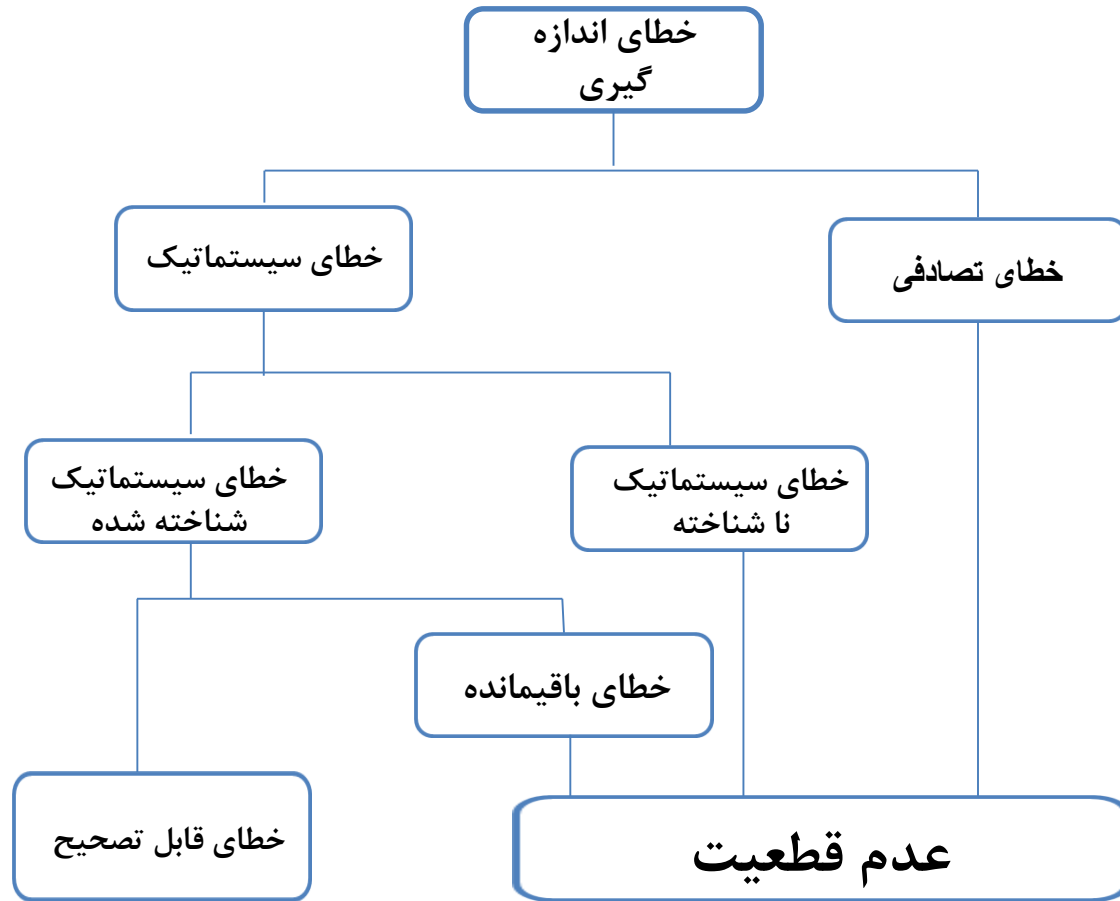 خطای اندازه
گیری
خطای تصادفی
خطای سیستماتیک
خطای سیستماتیک
نا شناخته
خطای سیستماتیک
شناخته شده
خطای باقیمانده
خطای قابل تصحیح
عدم قطعیت